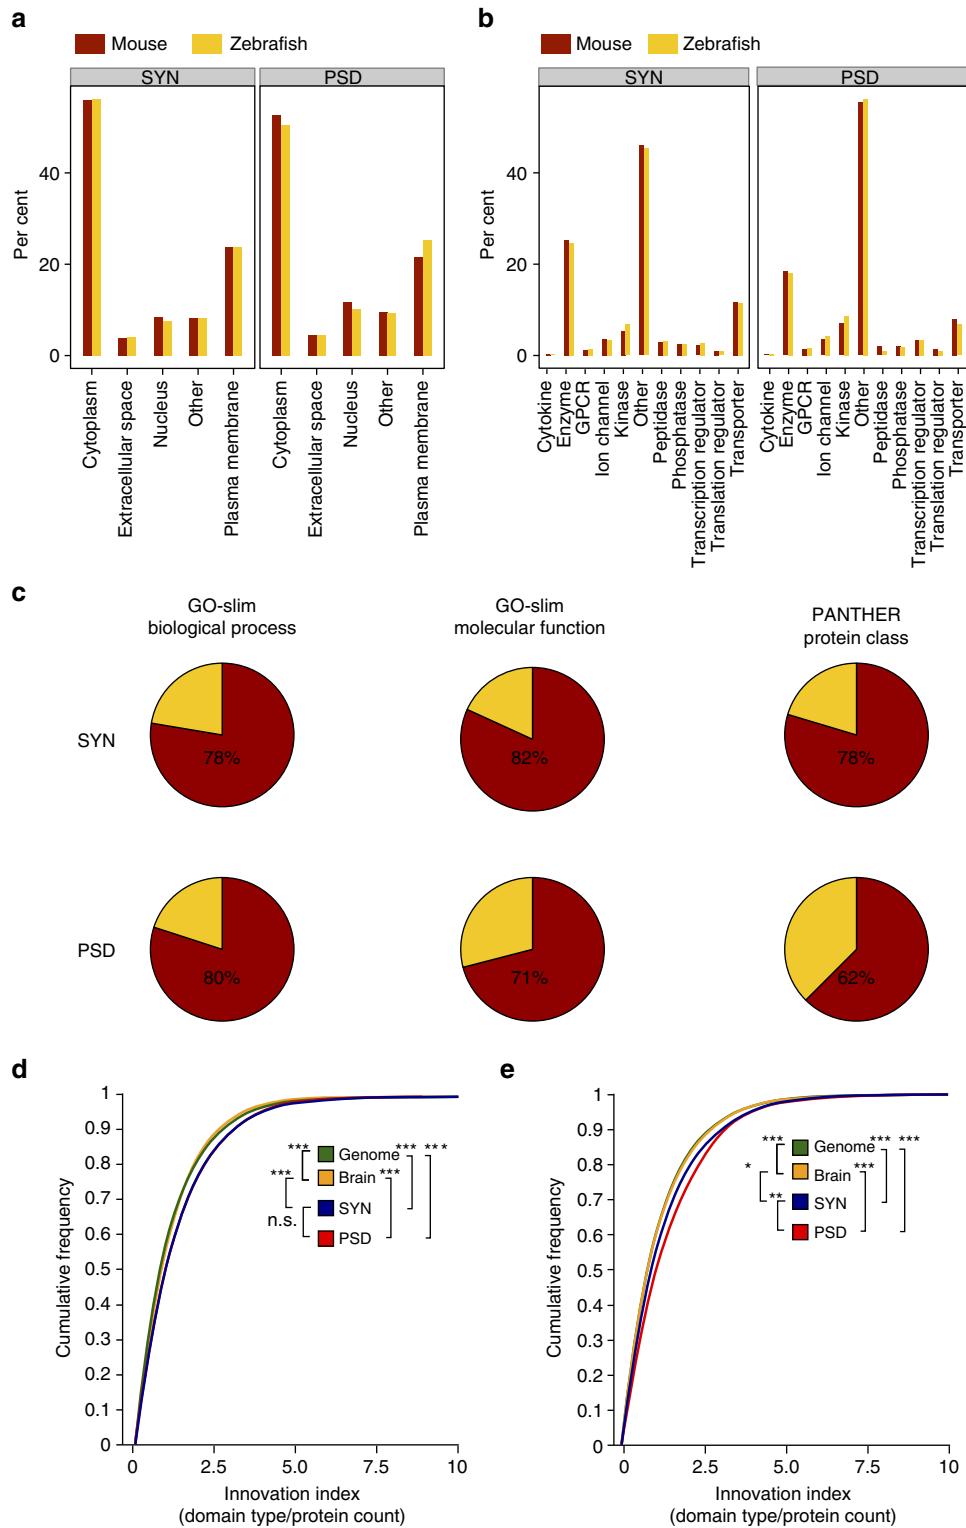 a
Mouse
Zebrafish
SYN
PSD
Per cent
40
20
0
Cytoplasm
Extracellular space
Nucleus
Other
Plasma membrane
Cytoplasm
Extracellular space
Nucleus
Other
Plasma membrane
b
Mouse
Zebrafish
SYN
PSD
Per cent
40
20
0
Cytokine
Enzyme
GPCR
Ion channel
Kinase
Other
Peptidase
Phosphatase
Transcription regulator
Translation regulator
Transporter
Cytokine
Enzyme
GPCR
Ion channel
Kinase
Other
Peptidase
Phosphatase
Transcription regulator
Translation regulator
Transporter
c
GO-slim
biological process
GO-slim
molecular function
PANTHER
protein class
SYN
78%
82%
78%
PSD
80%
71%
62%
d
Cumulative frequency
1
0.9
0.8
0.7
0.6
0.5
0.4
0.3
0.2
0.1
0
*** Genome *** ***
*** Brain ***
SYN
n.s. PSD
0 2.5 5.0 7.5 10
Innovation index
(domain type/protein count)
e
Cumulative frequency
1
0.9
0.8
0.7
0.6
0.5
0.4
0.3
0.2
0.1
0
*** Genome *** ***
* Brain ***
** SYN
PSD
0 2.5 5.0 7.5 10
Innovation index
(domain type/protein count)